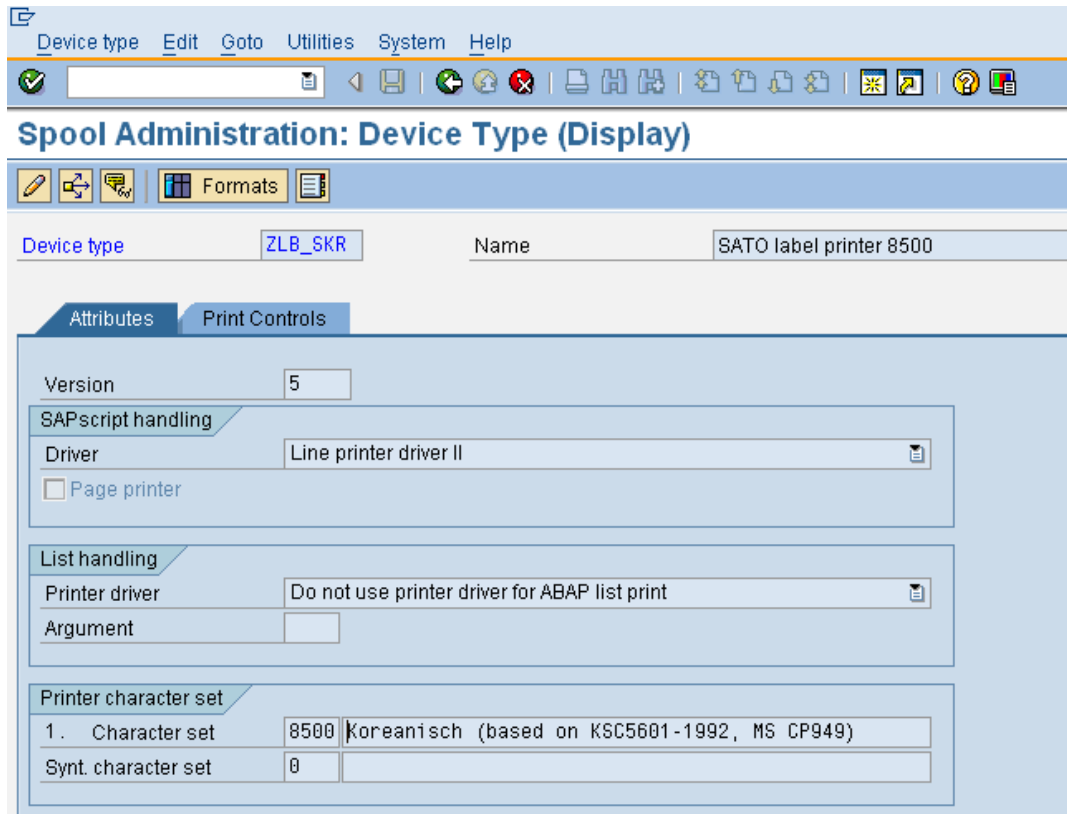 Device type Edit Goto Utilities System Help
Spool Administration: Device Type (Display)
Formats
Device type ZLB_SKR Name SATO label printer 8500
Attributes Print Controls
Version 5
SAPscript handling
Driver Line printer driver II
Page printer
List handling
Printer driver Do not use printer driver for ABAP list print
Argument
Printer character set
1. Character set 8500 Koreanisch (based on KSC5601-1992, MS CP949)
Synt. character set 0